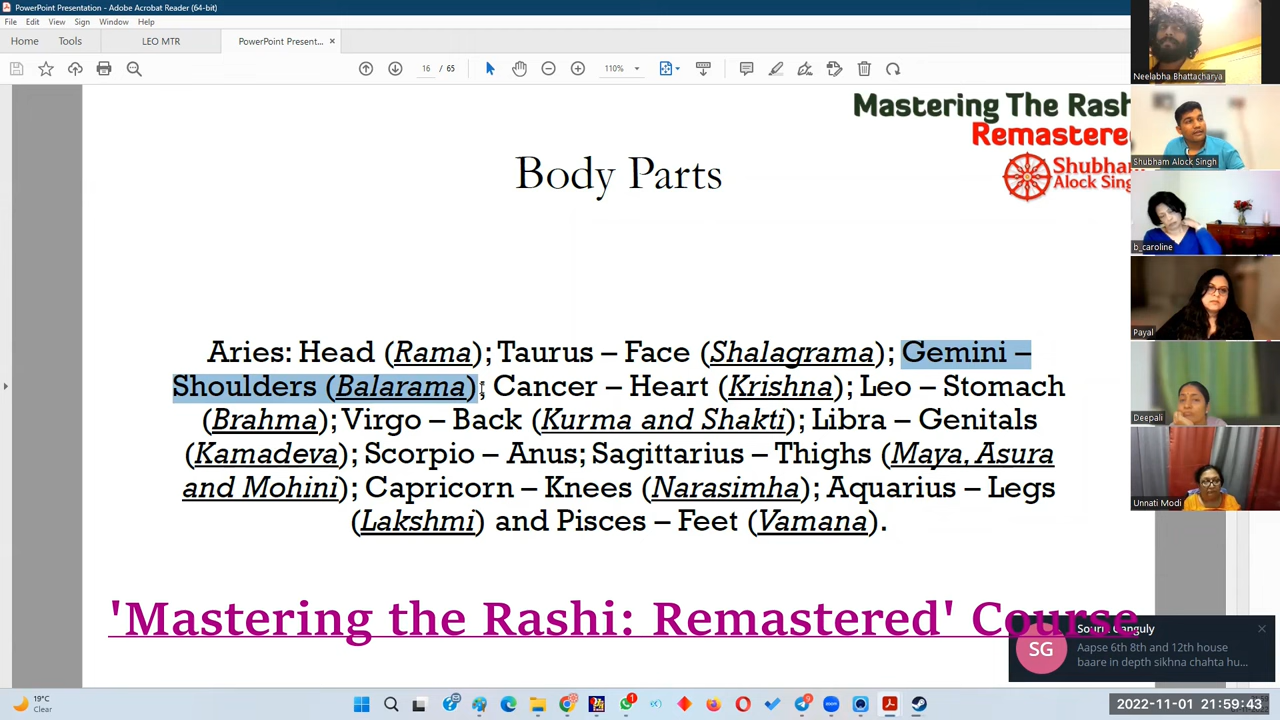 PowerPoint Presentation - Adobe Acrobat Reader (64-bit)
File Edit View Sign Window Help
Home Tools LEO MTR PowerPoint Present... ×
16 / 65 110%
Mastering The Rash
Remastere
Shubham
Alock Sing
Body Parts
Aries: Head (Rama); Taurus – Face (Shalagrama); Gemini –
Shoulders (Balarama); Cancer – Heart (Krishna); Leo – Stomach
(Brahma); Virgo – Back (Kurma and Shakti); Libra – Genitals
(Kamadeva); Scorpio – Anus; Sagittarius – Thighs (Maya, Asura
and Mohini); Capricorn – Knees (Narasimha); Aquarius – Legs
(Lakshmi) and Pisces – Feet (Vamana).
'Mastering the Rashi: Remastered' Course
Neelabha Bhattacharya
Shubham Alock Singh
b_caroline
Payal
Deepali
Unnati Modi
SG
Aapse 6th 8th and 12th house
baare in depth sikhna chahta hu...
19°C
Clear
2022-11-01 21:59:43